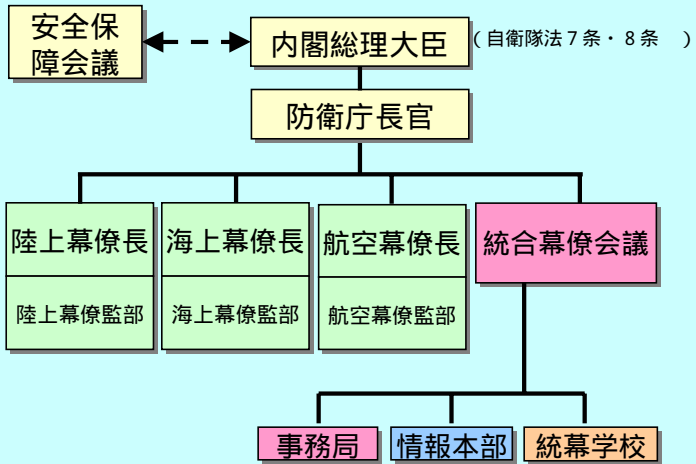 安全保
障会議
内閣総理大臣
(自衛隊法7条・8条　)
防衛庁長官
陸上幕僚長
海上幕僚長
航空幕僚長
統合幕僚会議
陸上幕僚監部
海上幕僚監部
航空幕僚監部
事務局
情報本部
統幕学校